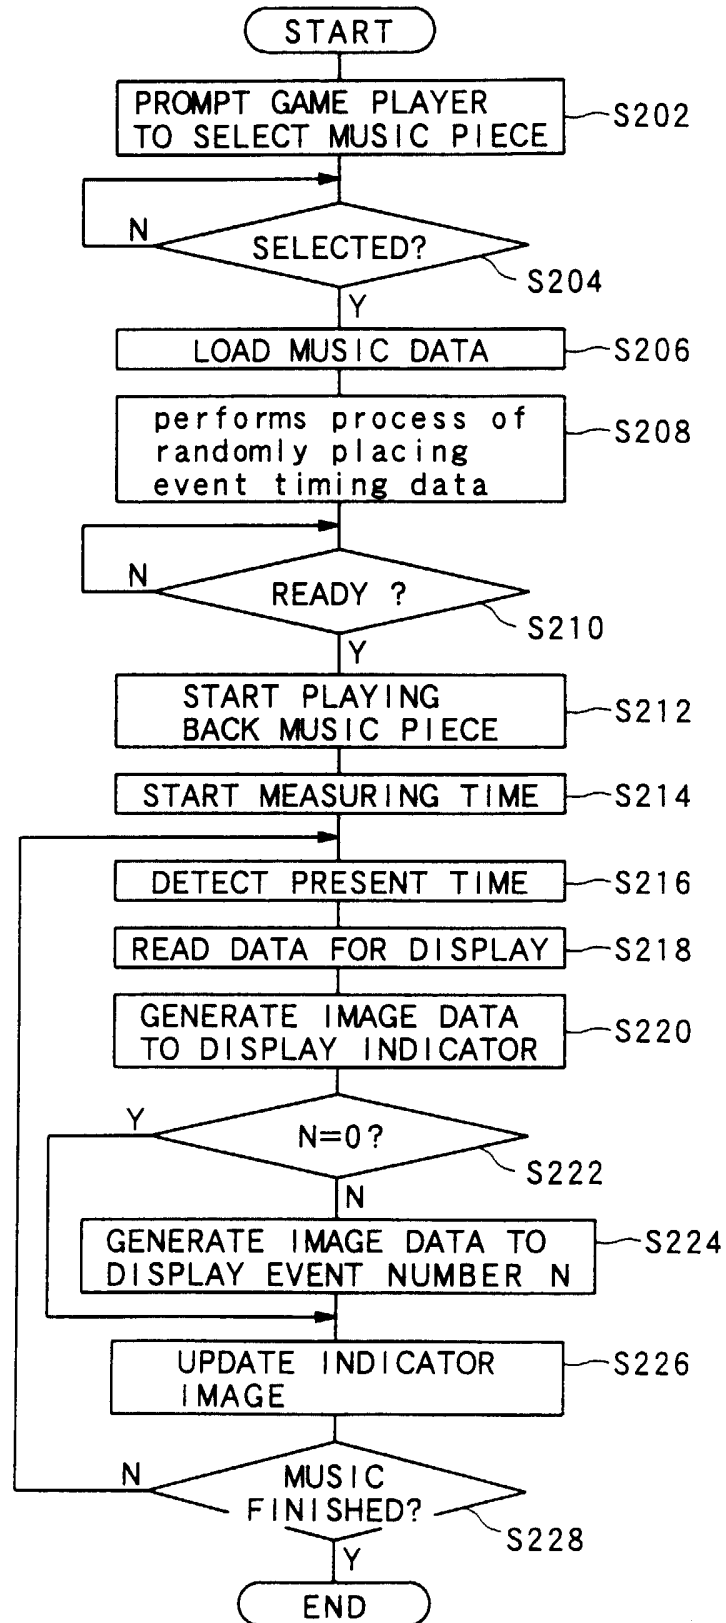 START
PROMPT GAME PLAYER
TO SELECT MUSIC PIECE
S202
N
SELECTED?
S204
Y
LOAD MUSIC DATA
S206
performs process of
randomly placing
event timing data
S208
N
READY ?
S210
Y
START PLAYING
BACK MUSIC PIECE
S212
START MEASURING TIME
S214
DETECT PRESENT TIME
S216
READ DATA FOR DISPLAY
S218
GENERATE IMAGE DATA
TO DISPLAY INDICATOR
S220
Y
N=0?
S222
N
GENERATE IMAGE DATA TO
DISPLAY EVENT NUMBER N
S224
UPDATE INDICATOR
IMAGE
S226
N
MUSIC
FINISHED?
S228
Y
END